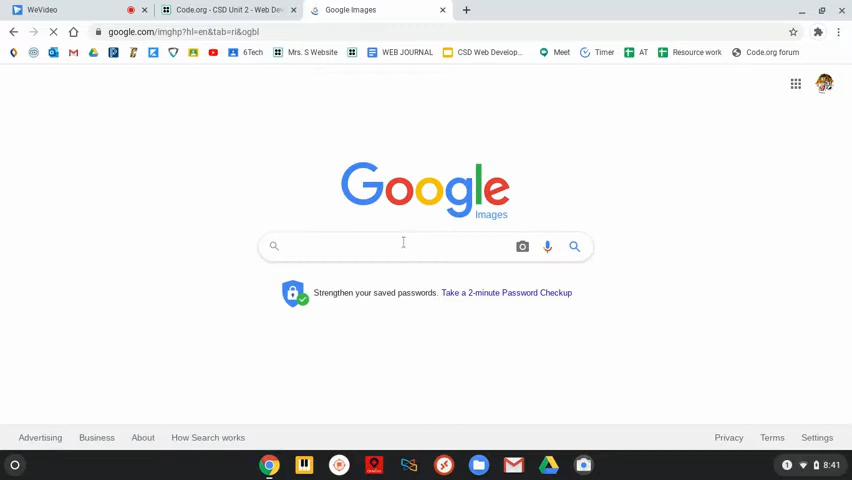 WeVideo
Code.org - CSD Unit 2 - Web Dev
Google Images
google.com/imghp?hl=en&tab=ri&ogbl
6Tech
Mrs. S Website
WEB JOURNAL
CSD Web Develop...
Meet
Timer
AT
Resource work
Code.org forum
Google
Images
Strengthen your saved passwords. Take a 2-minute Password Checkup
Advertising
Business
About
How Search works
Privacy
Terms
Settings
1
8:41